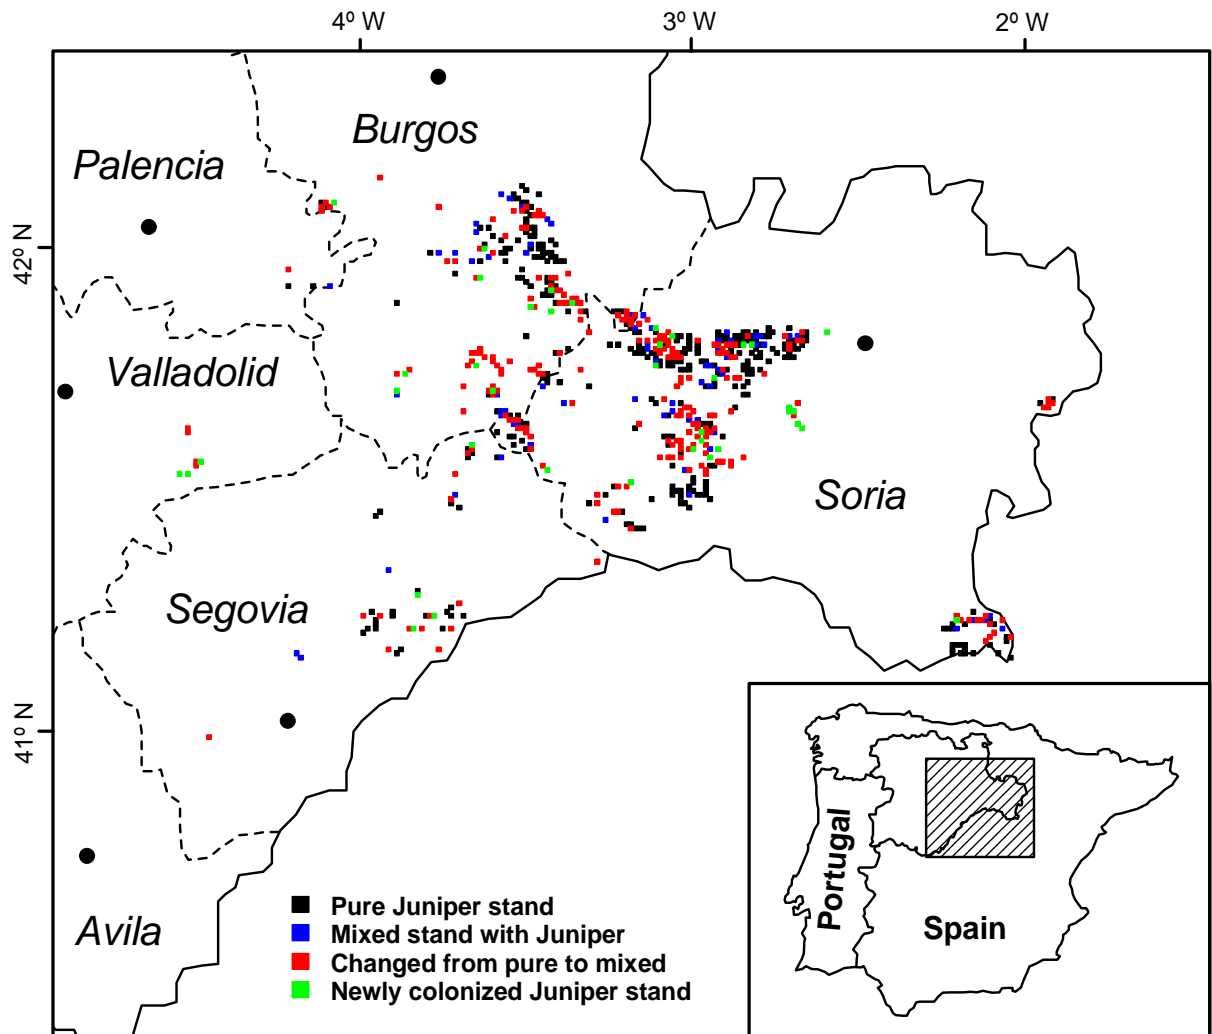 4º W
3º W
2º W
Burgos
Palencia
42º N
Valladolid
Soria
Segovia
41º N
Portugal
Spain
Avila
Pure Juniper stand
Mixed stand with Juniper
Changed from pure to mixed
Newly colonized Juniper stand